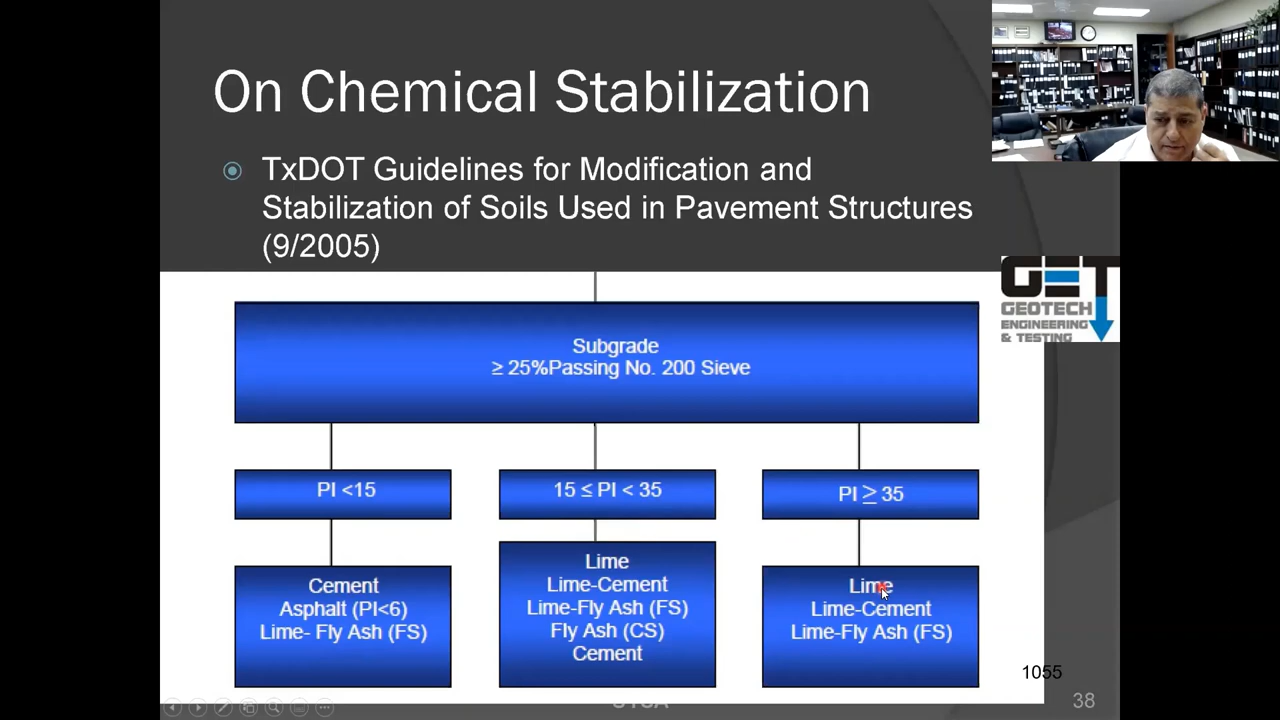 On Chemical Stabilization
TxDOT Guidelines for Modification and
Stabilization of Soils Used in Pavement Structures
(9/2005)
GET
GEOTECH
ENGINEERING
& TESTING
Subgrade
≥ 25%Passing No. 200 Sieve
PI <15
15 ≤ PI < 35
PI ≥ 35
Cement
Asphalt (PI<6)
Lime- Fly Ash (FS)
Lime
Lime-Cement
Lime-Fly Ash (FS)
Fly Ash (CS)
Cement
Lime
Lime-Cement
Lime-Fly Ash (FS)
1055
38